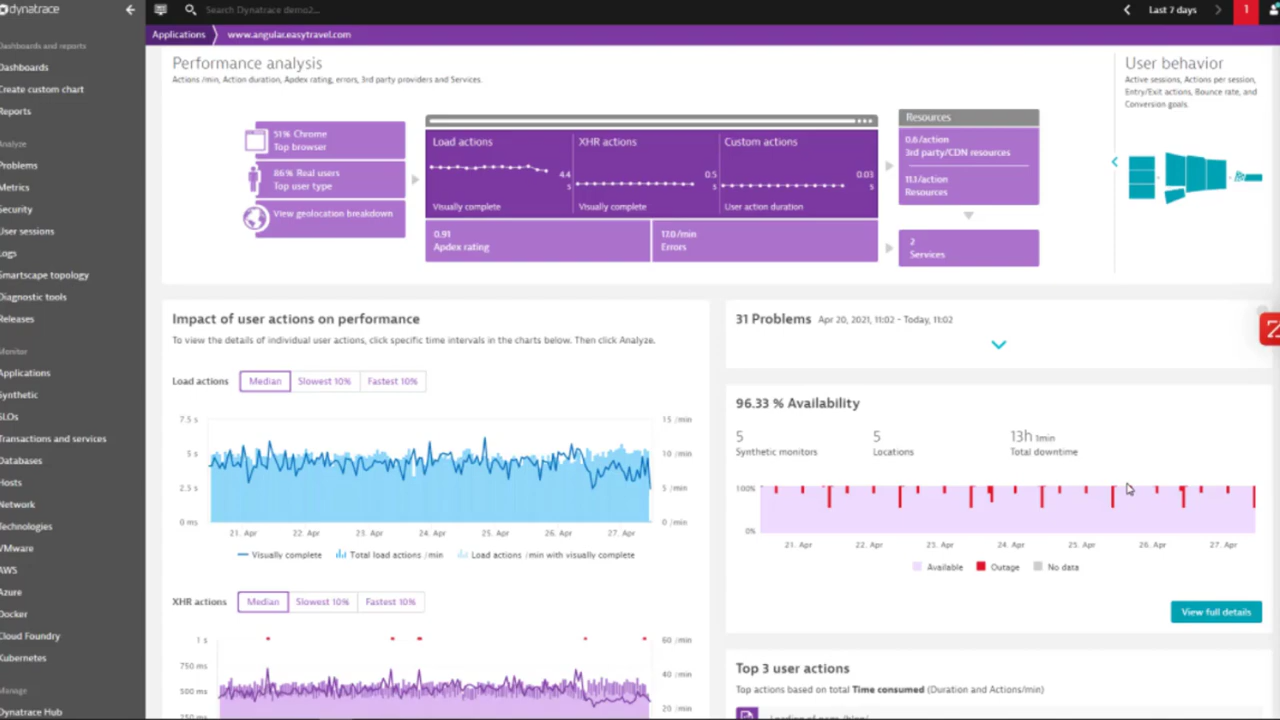 dynatrace
Search Dynatrace demo2...
Last 7 days
1
Applications
www.angular.easytravel.com
Dashboards and reports
Dashboards
Create custom chart
Reports
Analyze
Problems
Metrics
Security
User sessions
Logs
Smartscape topology
Diagnostic tools
Releases
Monitor
Applications
Synthetic
SLOs
Transactions and services
Databases
Hosts
Network
Technologies
VMware
AWS
Azure
Docker
Cloud Foundry
Kubernetes
Manage
Dynatrace Hub
Performance analysis
Actions /min, Action duration, Apdex rating, errors, 3rd party providers and Services.
51% Chrome
Top browser
86% Real users
Top user type
View geolocation breakdown
Load actions
4.4
s
Visually complete
XHR actions
0.5
s
Visually complete
Custom actions
0.03
s
User action duration
0.91
Apdex rating
17.0 /min
Errors
Resources
0.6 /action
3rd party/CDN resources
11.1 /action
Resources
2
Services
User behavior
Active sessions, Actions per session,
Entry/Exit actions, Bounce rate, and
Conversion goals.
Impact of user actions on performance
To view the details of individual user actions, click specific time intervals in the charts below. Then click Analyze.
Load actions Median Slowest 10% Fastest 10%
7.5 s 15 /min
5 s 10 /min
2.5 s 5 /min
0 ms 0 /min
21. Apr 22. Apr 23. Apr 24. Apr 25. Apr 26. Apr 27. Apr
Visually complete Total load actions /min Load actions /min with visually complete
XHR actions Median Slowest 10% Fastest 10%
1 s 60 /min
750 ms 40 /min
500 ms
20 /min
250 ms
31 Problems Apr 20, 2021, 11:02 - Today, 11:02
96.33 % Availability
5
Synthetic monitors
5
Locations
13h 1min
Total downtime
100%
0%
21. Apr 22. Apr 23. Apr 24. Apr 25. Apr 26. Apr 27. Apr
Available Outage No data
View full details
Top 3 user actions
Top actions based on total Time consumed (Duration and Actions/min)